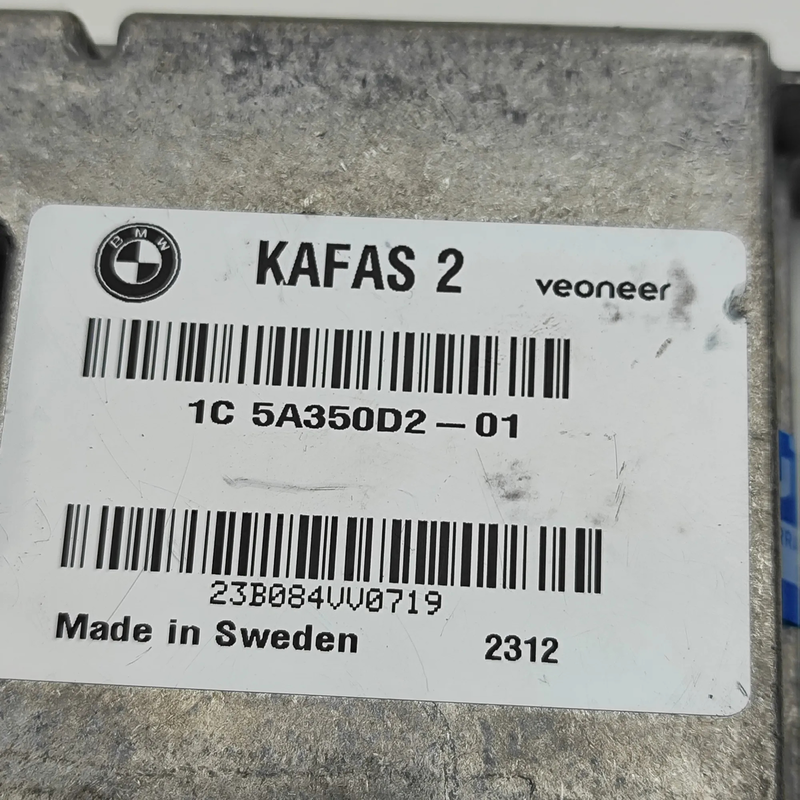 BMW
KAFAS 2
veoneer
1C 5A350D2-01
23B084VV0719
Made in Sweden
2312